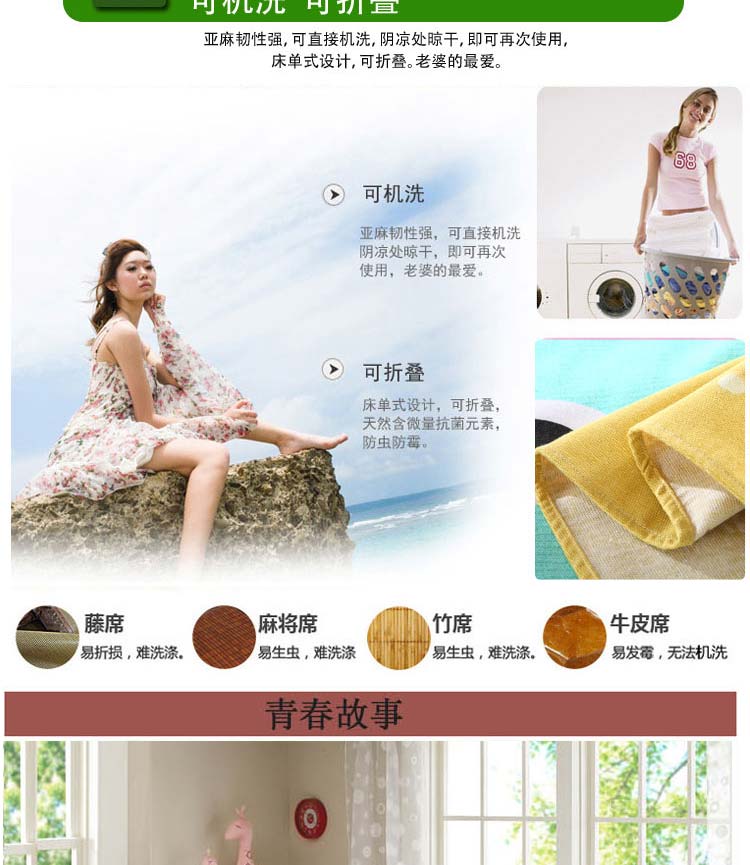 可机洗 可折叠
亚麻韧性强, 可直接机洗, 阴凉处晾干, 即可再次使用,
床单式设计, 可折叠。老婆的最爱。
68
可机洗
亚麻韧性强，可直接机洗
阴凉处晾干，即可再次
使用，老婆的最爱。
可折叠
床单式设计，可折叠，
天然含微量抗菌元素，
防虫防霉。
藤席
易折损，难洗涤。
麻将席
易生虫，难洗涤
竹席
易生虫，难洗涤。
牛皮席
易发霉，无法机洗
青春故事